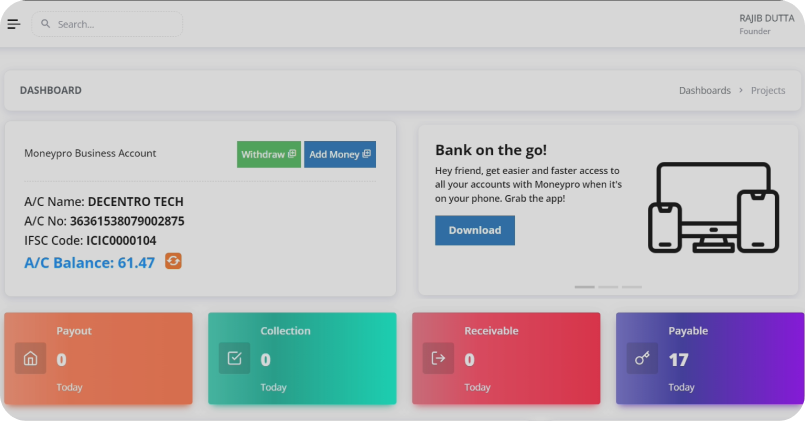 Search...
RAJIB DUTTA
Founder
DASHBOARD
Dashboards > Projects
Moneypro Business Account
Withdraw
Add Money
A/C Name: DECENTRO TECH
A/C No: 36361538079002875
IFSC Code: ICIC0000104
A/C Balance: 61.47
Bank on the go!
Hey friend, get easier and faster access to
all your accounts with Moneypro when it's
on your phone. Grab the app!
Download
Payout
0
Today
Collection
0
Today
Receivable
0
Today
Payable
17
Today